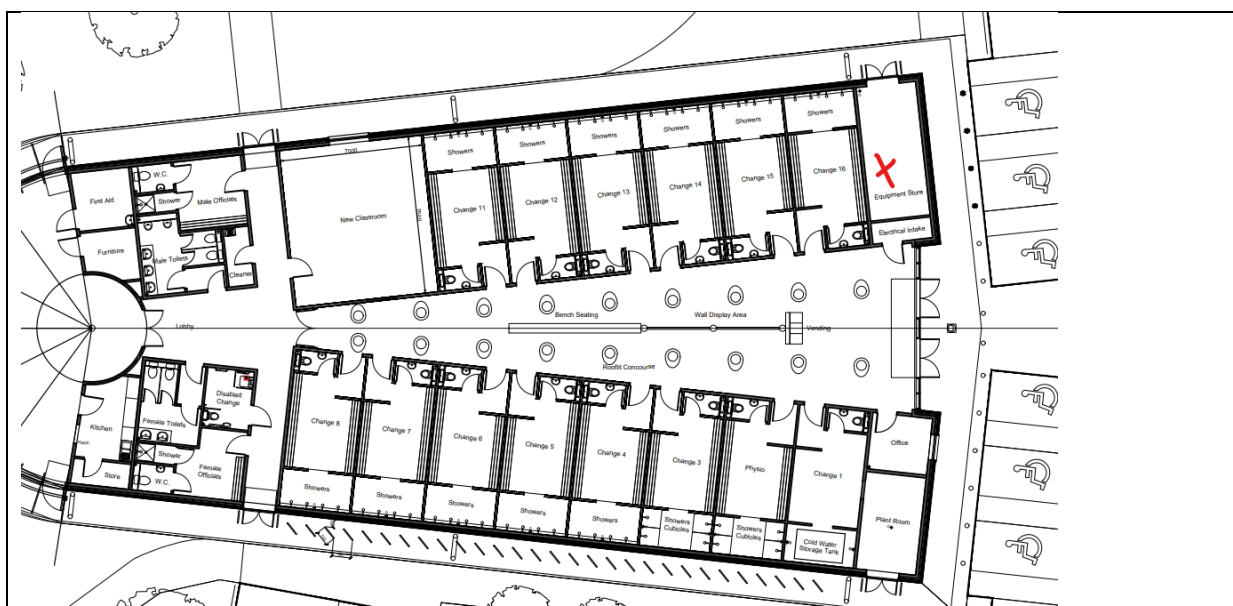 W.C.
First Aid
Shower
Male Officials
Furniture
Male Toilets
Cleaner
Lobby
7000
New Classroom
Showers
Showers
Showers
Showers
Showers
Showers
Change 11
Change 12
Change 13
Change 14
Change 15
Change 16
Equipment Store
Electrical Intake
Bench Seating
Wall Display Area
Vending
Rooflit Concourse
Disabled
Change
Kitchen
Female Toilets
Shower
Female
Officials
Store
W.C.
Change 8
Change 7
Change 6
Change 5
Change 4
Change 3
Physio
Change 1
Office
Showers
Showers
Showers
Showers
Showers
Showers
Cubicles
Showers
Cubicles
Cold Water
Storage Tank
Plant Room